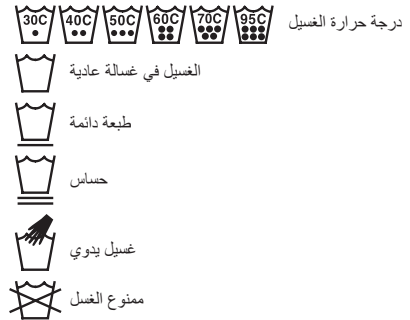 30C 40C 50C 60C 70C 95C درجة حرارة الغسيل
الغسيل في غسالة عادية
طبعة دائمة
حساس
غسيل يدوي
ممنوع الغسل